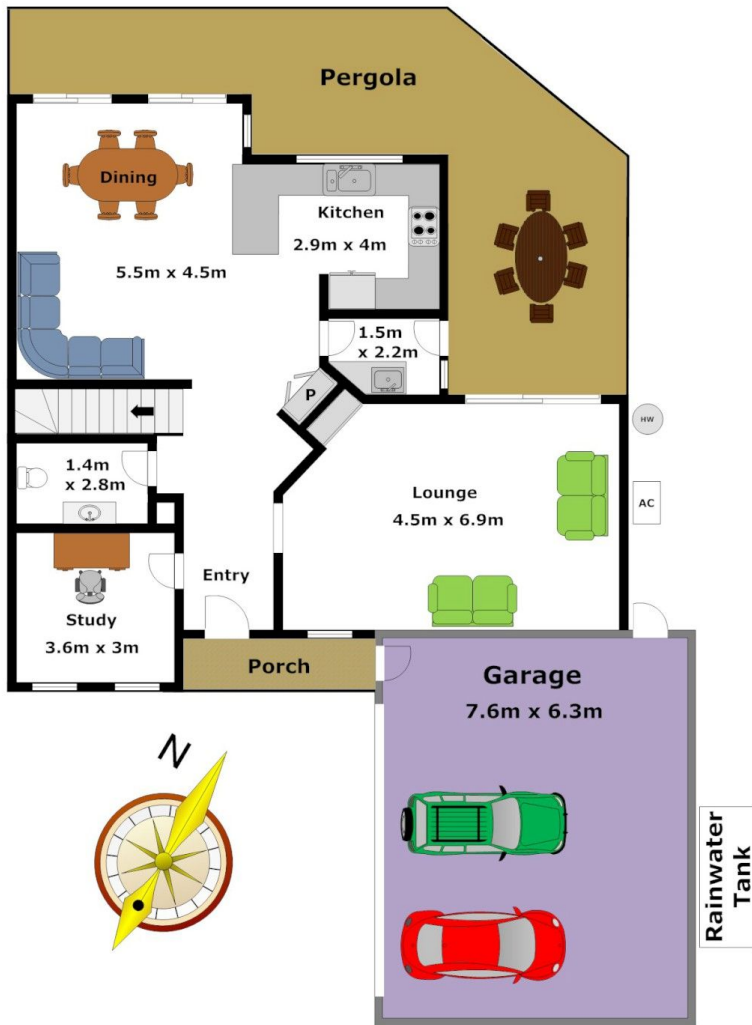 Pergola
Dining
5.5m x 4.5m
Kitchen
2.9m x 4m
1.5m
x 2.2m
P
HW
AC
1.4m
x 2.8m
Lounge
4.5m x 6.9m
Entry
Study
3.6m x 3m
Porch
Garage
7.6m x 6.3m
N
Rainwater
Tank